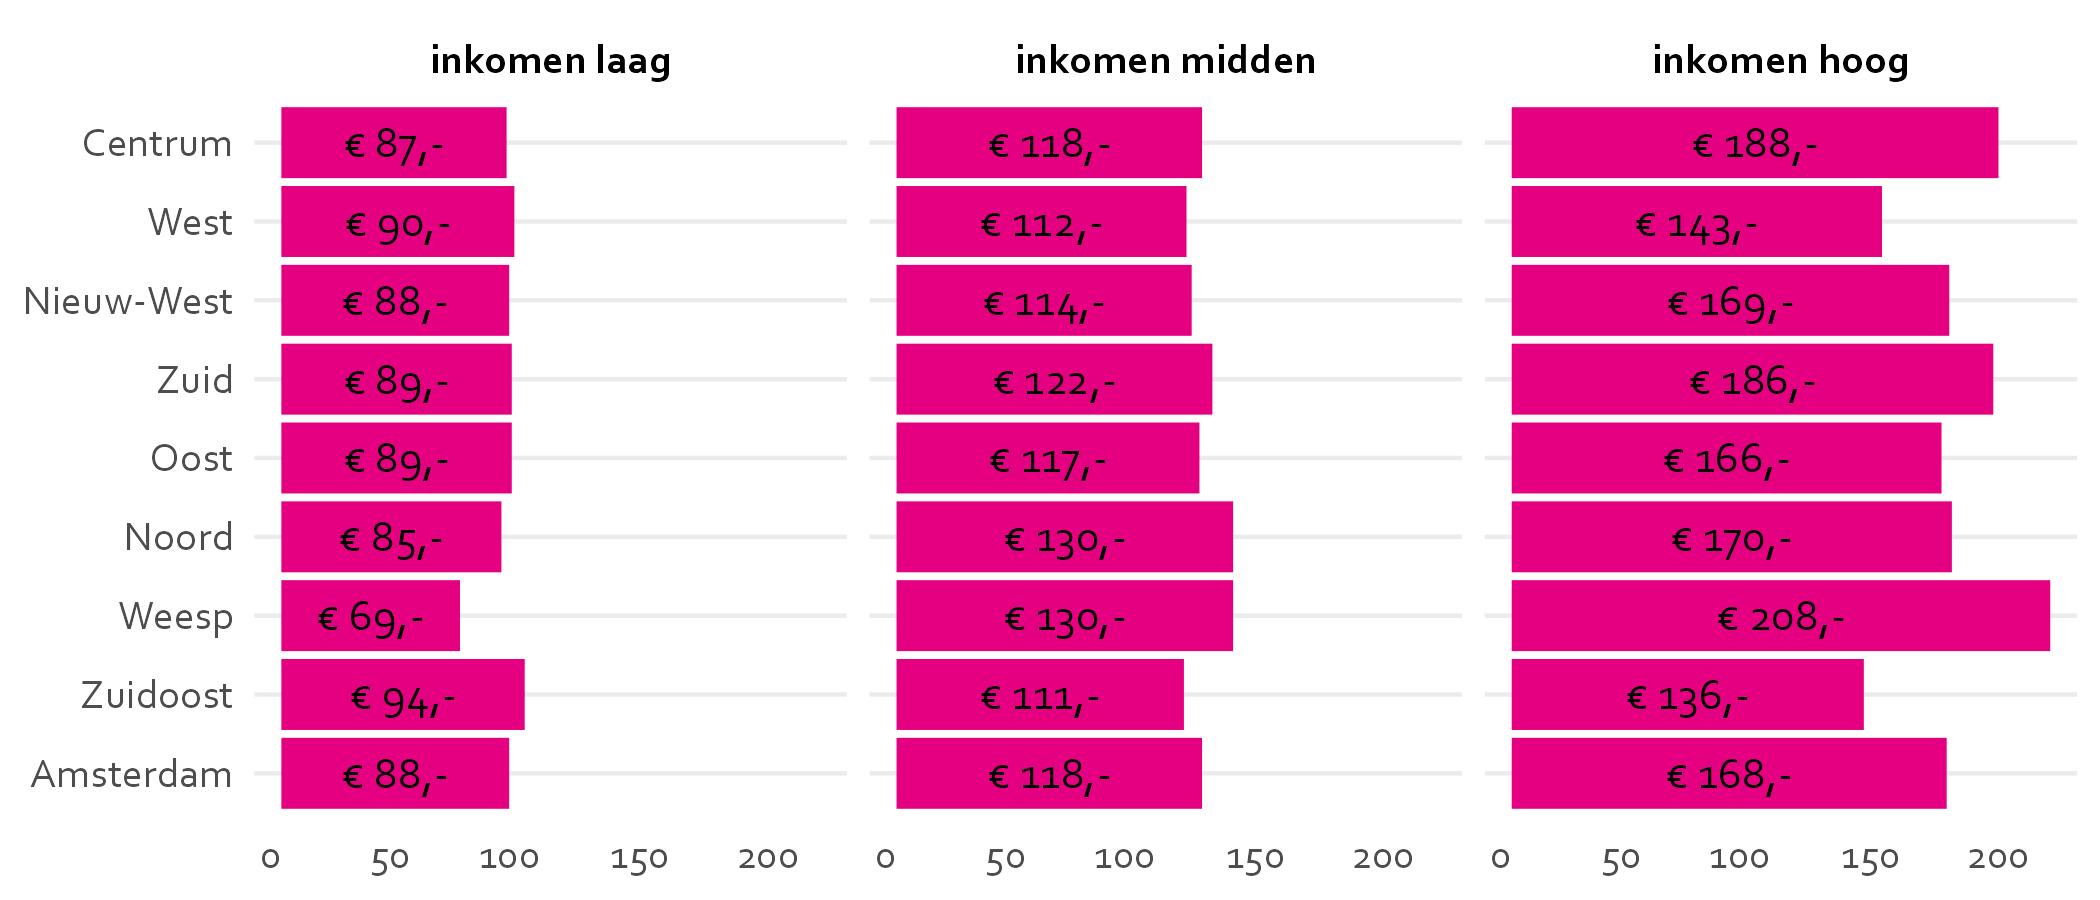 inkomen laag inkomen midden inkomen hoog
Centrum € 87,- € 118,- € 188,-
West € 90,- € 112,- € 143,-
Nieuw-West € 88,- € 114,- € 169,-
Zuid € 89,- € 122,- € 186,-
Oost € 89,- € 117,- € 166,-
Noord € 85,- € 130,- € 170,-
Weesp € 69,- € 130,- € 208,-
Zuidoost € 94,- € 111,- € 136,-
Amsterdam € 88,- € 118,- € 168,-
0 50 100 150 200 0 50 100 150 200 0 50 100 150 200